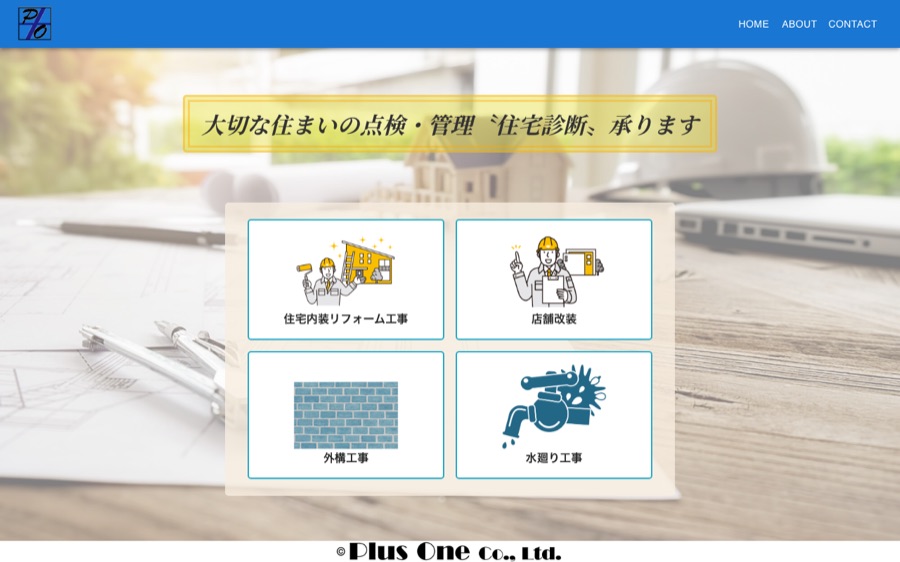 P/O
HOME ABOUT CONTACT
大切な住まいの点検・管理〝住宅診断〟承ります
住宅内装リフォーム工事
店舗改装
外構工事
水廻り工事
©Plus One Co., Ltd.